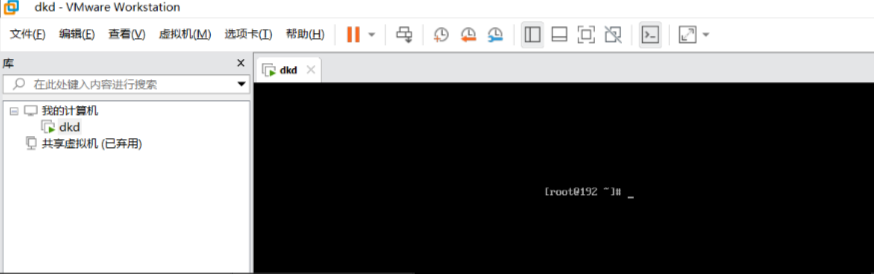 dkd - VMware Workstation
文件(F) 编辑(E) 查看(V) 虚拟机(M) 选项卡(T) 帮助(H)
库
在此处键入内容进行搜索
我的计算机
dkd
共享虚拟机 (已弃用)
dkd
[root@192 ~]# _